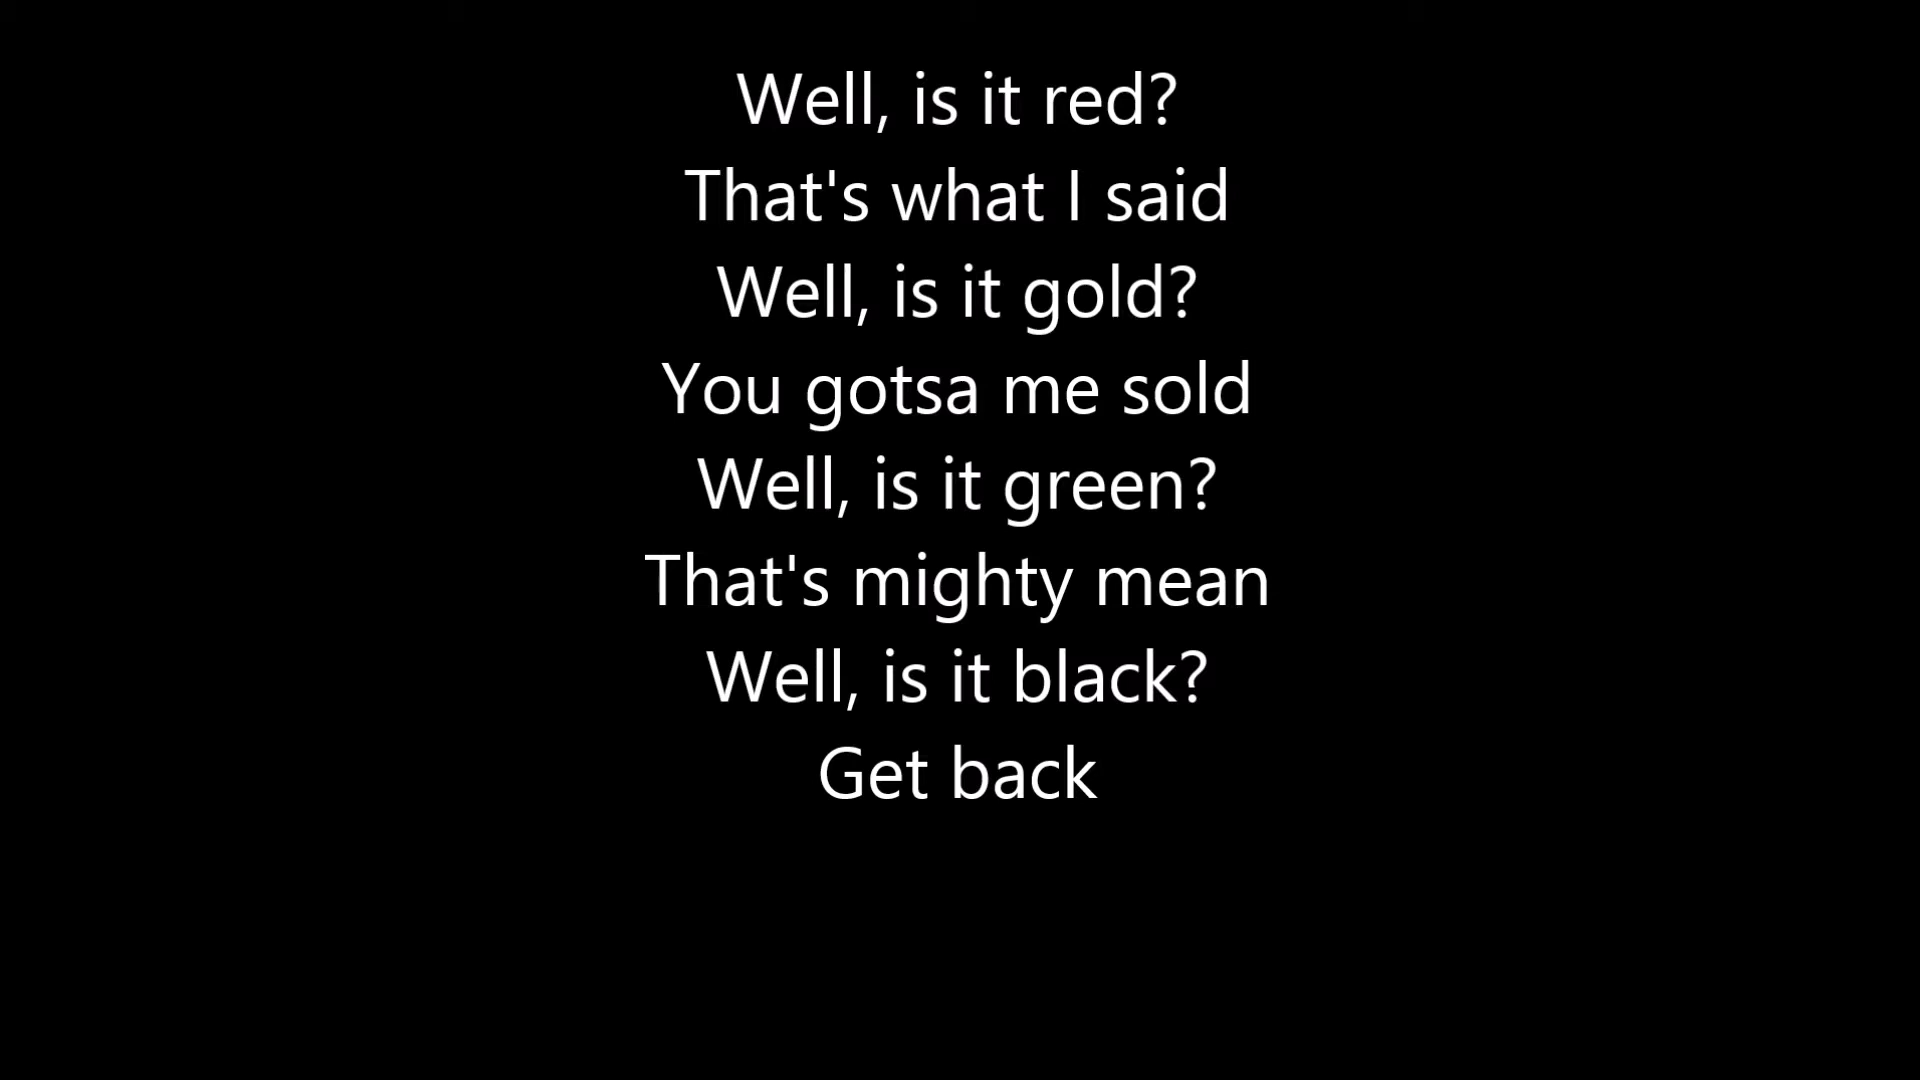 Well, is it red?
That's what I said
Well, is it gold?
You gotsa me sold
Well, is it green?
That's mighty mean
Well, is it black?
Get back